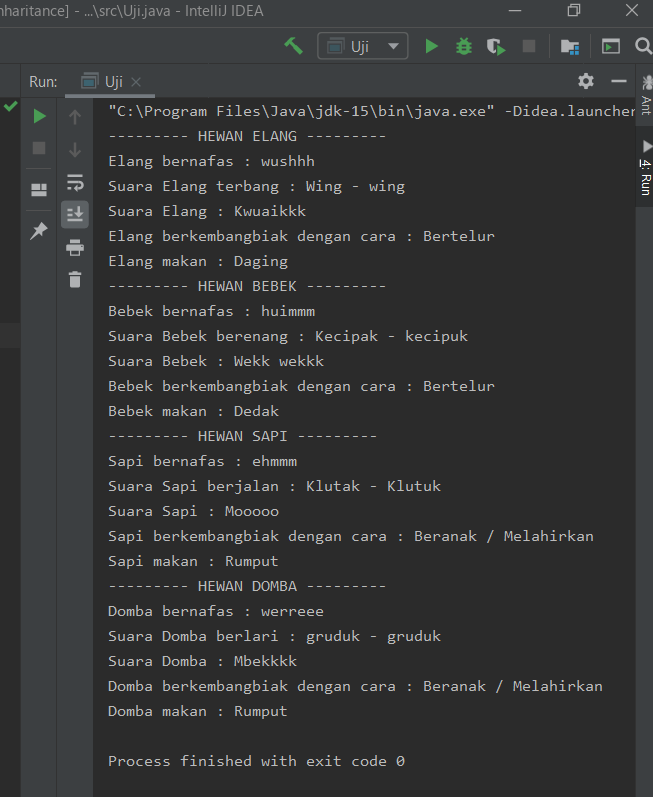 nharitance] - ...\src\Uji.java - IntelliJ IDEA
Uji
Run: Uji
Ant
4: Run
"C:\Program Files\Java\jdk-15\bin\java.exe" -Didea.launcher
--------- HEWAN ELANG ---------
Elang bernafas : wushhh
Suara Elang terbang : Wing - wing
Suara Elang : Kwuaikkk
Elang berkembangbiak dengan cara : Bertelur
Elang makan : Daging
--------- HEWAN BEBEK ---------
Bebek bernafas : huimmm
Suara Bebek berenang : Kecipak - kecipuk
Suara Bebek : Wekk wekkk
Bebek berkembangbiak dengan cara : Bertelur
Bebek makan : Dedak
--------- HEWAN SAPI ---------
Sapi bernafas : ehmmm
Suara Sapi berjalan : Klutak - Klutuk
Suara Sapi : Mooooo
Sapi berkembangbiak dengan cara : Beranak / Melahirkan
Sapi makan : Rumput
--------- HEWAN DOMBA ---------
Domba bernafas : werreee
Suara Domba berlari : gruduk - gruduk
Suara Domba : Mbekkkk
Domba berkembangbiak dengan cara : Beranak / Melahirkan
Domba makan : Rumput
Process finished with exit code 0